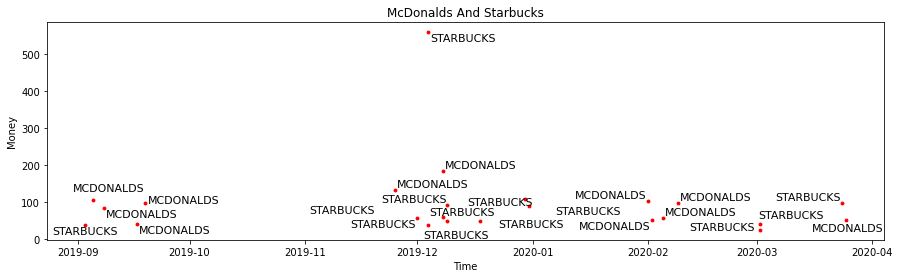 McDonalds And Starbucks
STARBUCKS
500
400
Money
300
200
MCDONALDS
MCDONALDS
MCDONALDS
MCDONALDS
MCDONALDS
STARBUCKS
STARBUCKS
MCDONALDS
STARBUCKS
STARBUCKS
100
MCDONALDS
STARBUCKS
STARBUCKS
STARBUCKS
MCDONALDS
STARBUCKS
STARBUCKS
STARBUCKS
MCDONALDS
STARBUCKS
MCDONALDS
STARBUCKS
MCDONALDS
STARBUCKS
0
2019-09
2019-10
2019-11
2019-12
2020-01
2020-02
2020-03
2020-04
Time